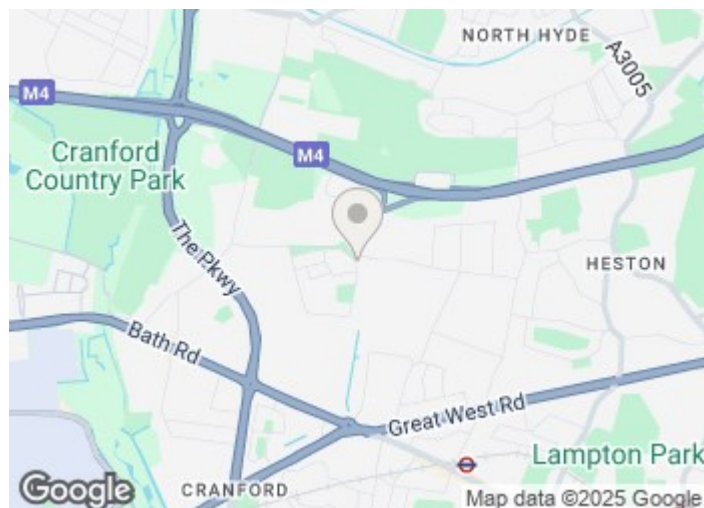 NORTH HYDE
A3005
M4
Cranford
Country Park
M4
The Pkwy
HESTON
Bath Rd
Great West Rd
Lampton Park
CRANFORD
Google
Map data ©2025 Google